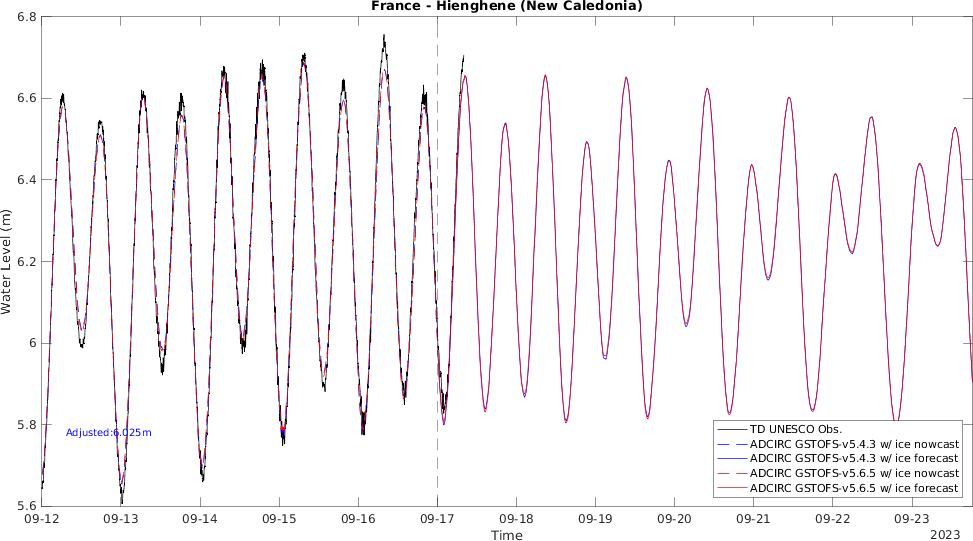 France - Hienghene (New Caledonia)
6.8
6.6
6.4
6.2
6
5.8
5.6
Water Level (m)
Adjusted:6.025m
TD UNESCO Obs.
ADCIRC GSTOFS-v5.4.3 w/ ice nowcast
ADCIRC GSTOFS-v5.4.3 w/ ice forecast
ADCIRC GSTOFS-v5.6.5 w/ ice nowcast
ADCIRC GSTOFS-v5.6.5 w/ ice forecast
09-12 09-13 09-14 09-15 09-16 09-17 09-18 09-19 09-20 09-21 09-22 09-23
Time
2023